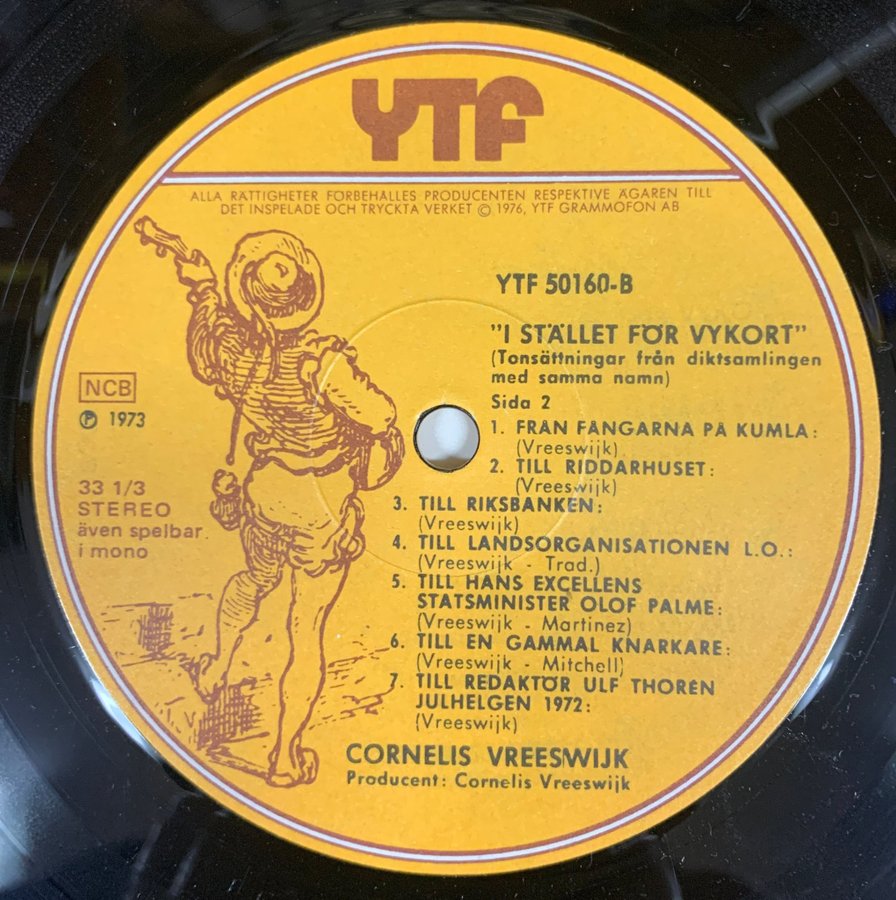 YTF
ALLA RÄTTIGHETER FÖRBEHÅLLES PRODUCENTEN RESPEKTIVE ÄGAREN TILL
DET INSPELADE OCH TRYCKTA VERKET © 1976, YTF GRAMMOFON AB
YTF 50160-B
"I STÄLLET FÖR VYKORT"
(Tonsättningar från diktsamlingen
med samma namn)
Sida 2
1. FRÅN FÅNGARNA PÅ KUMLA:
(Vreeswijk)
2. TILL RIDDARHUSET:
(Vreeswijk)
3. TILL RIKSBANKEN:
(Vreeswijk)
4. TILL LANDSORGANISATIONEN L.O.:
(Vreeswijk - Trad.)
5. TILL HANS EXCELLENS
STATSMINISTER OLOF PALME:
(Vreeswijk - Martinez)
6. TILL EN GAMMAL KNARKARE:
(Vreeswijk - Mitchell)
7. TILL REDAKTÖR ULF THORÉN
JULHELGEN 1972:
(Vreeswijk)
NCB
℗ 1973
33 1/3
STEREO
även spelbar
i mono
CORNELIS VREESWIJK
Producent: Cornelis Vreeswijk